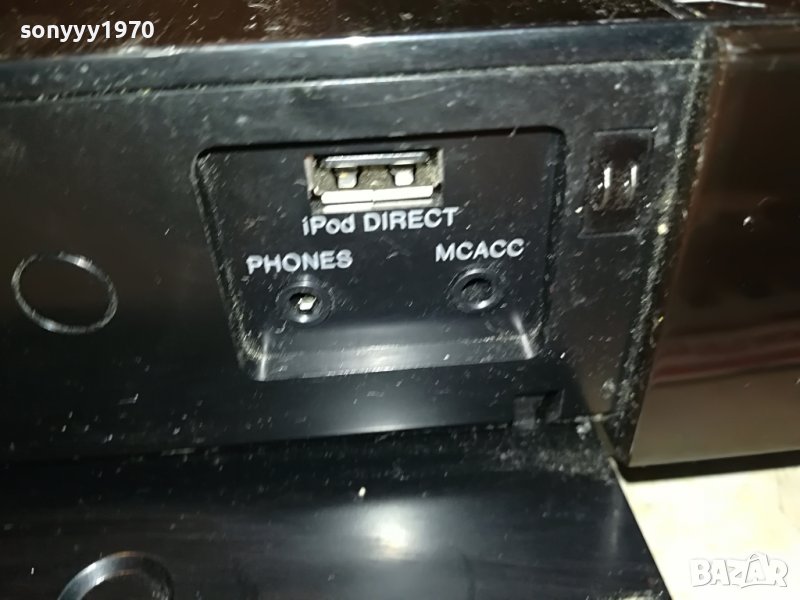 sonyyy1970
iPod DIRECT
PHONES MCACC
BAZAR